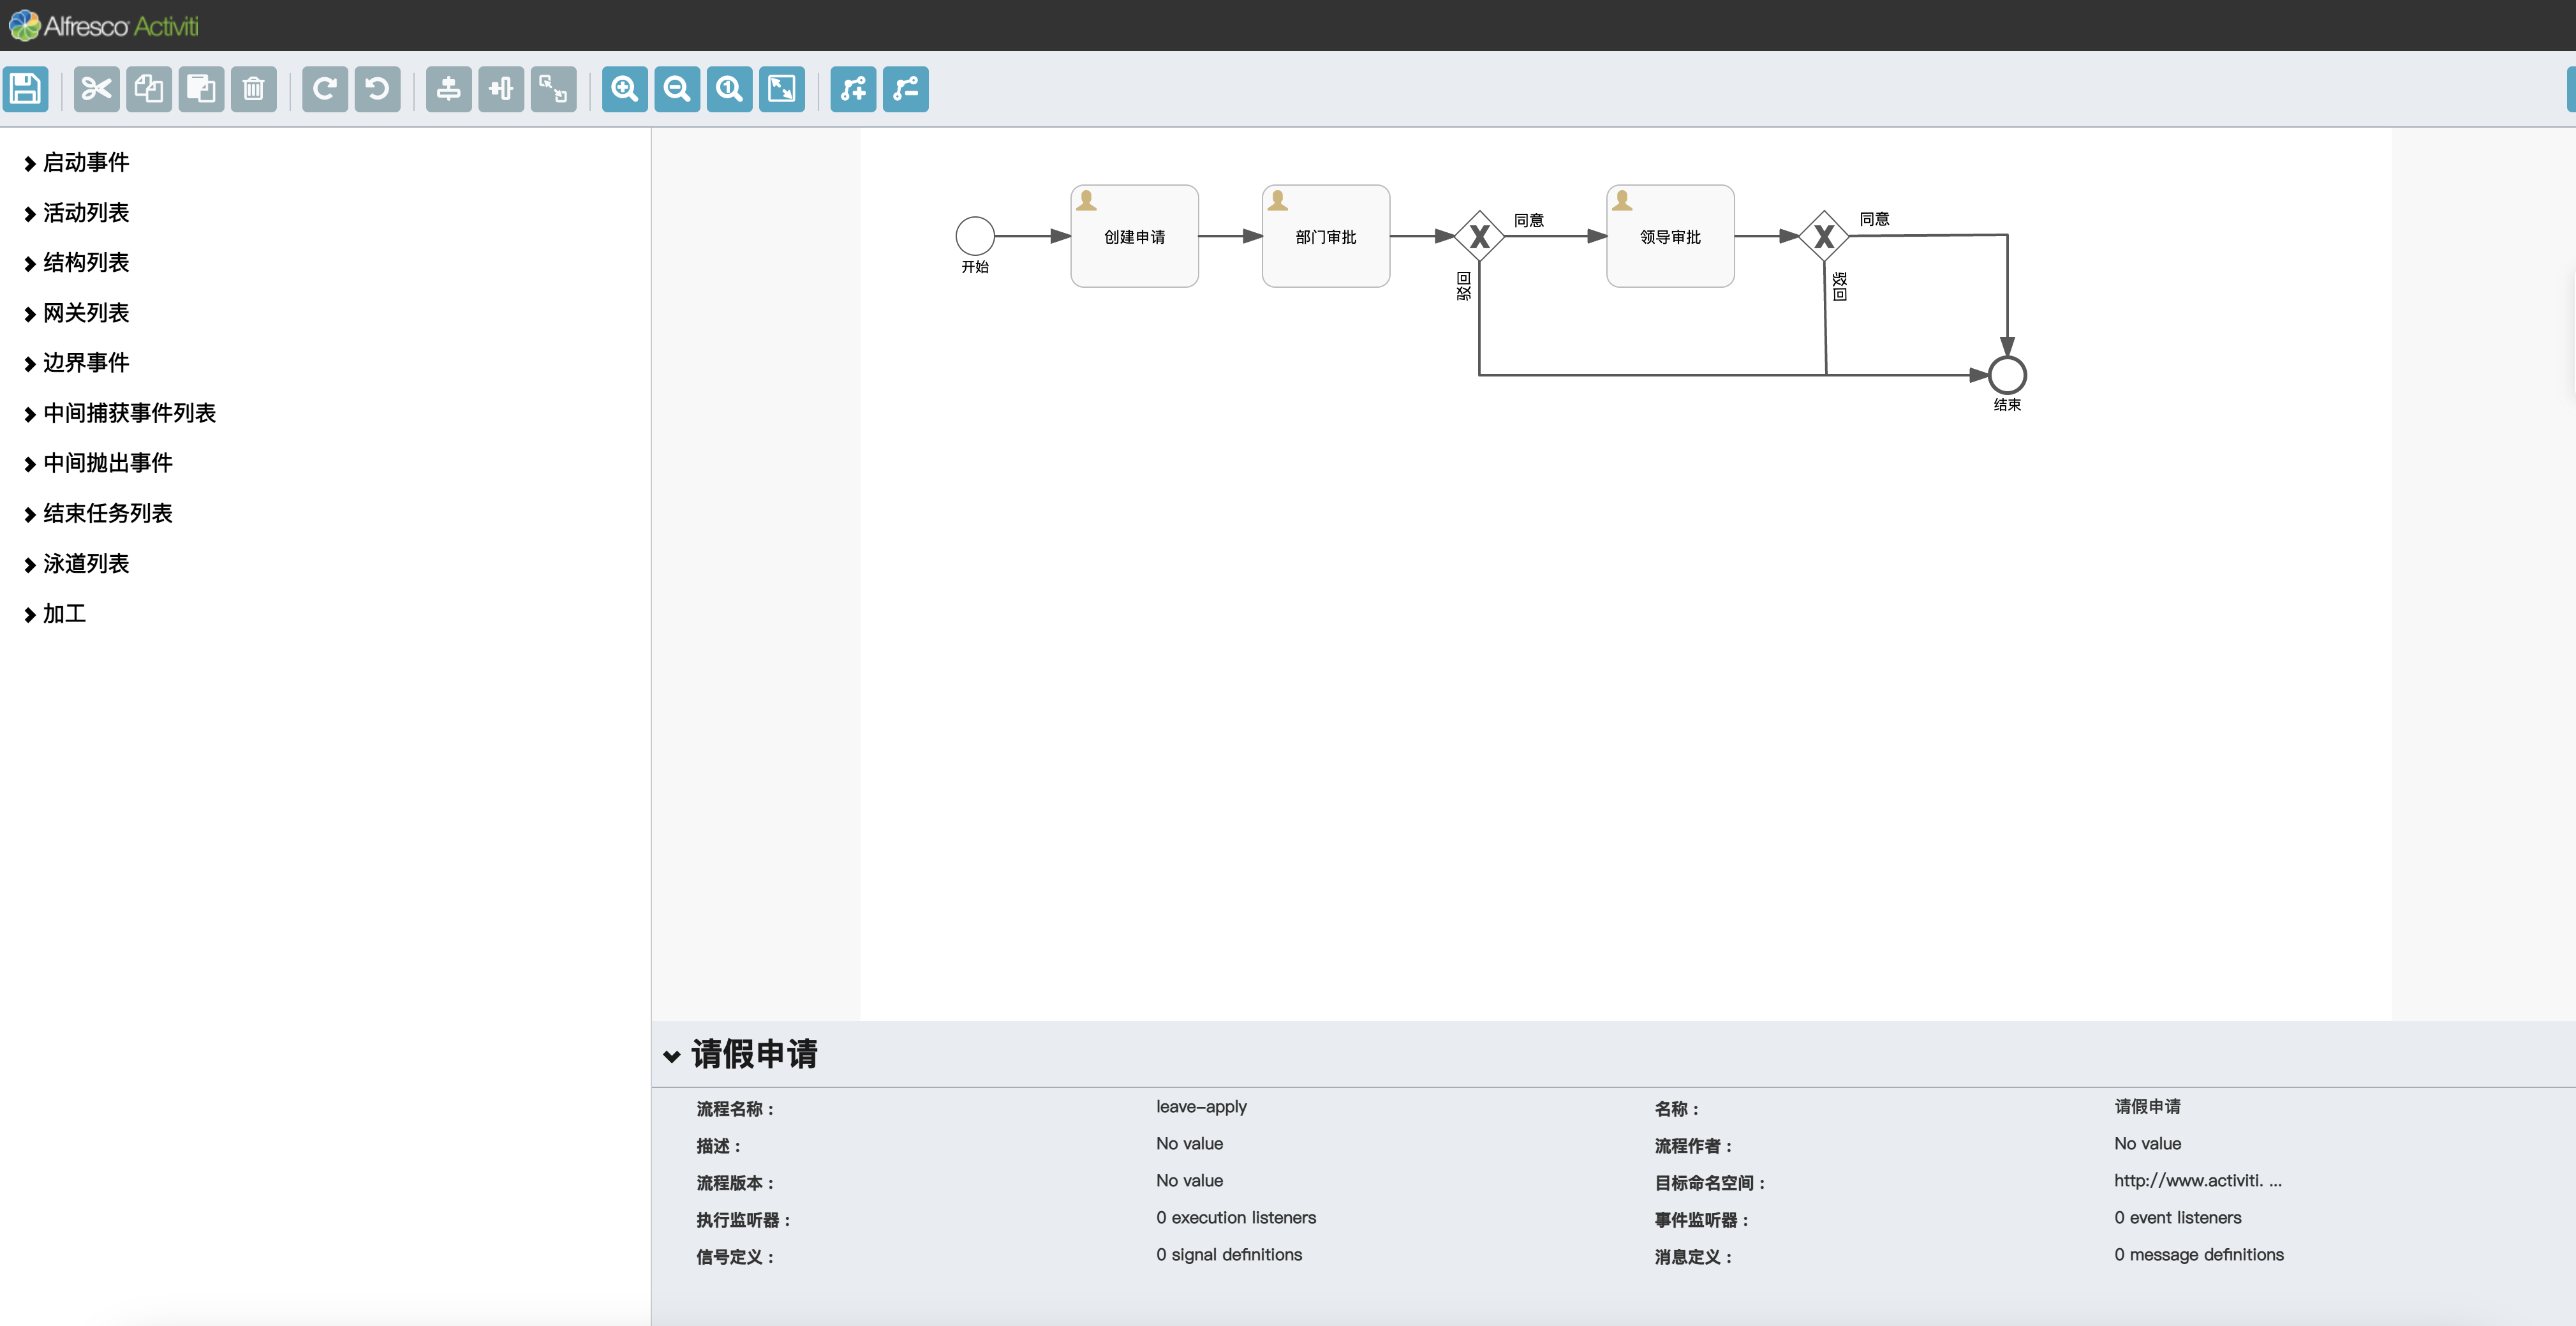 Alfresco Activiti
启动事件
活动列表
结构列表
网关列表
边界事件
中间捕获事件列表
中间抛出事件
结束任务列表
泳道列表
加工
开始
创建申请
部门审批
同意
驳回
领导审批
同意
驳回
结束
请假申请
流程名称： leave-apply 名称： 请假申请
描述： No value 流程作者： No value
流程版本： No value 目标命名空间： http://www.activiti. ...
执行监听器： 0 execution listeners 事件监听器： 0 event listeners
信号定义： 0 signal definitions 消息定义： 0 message definitions